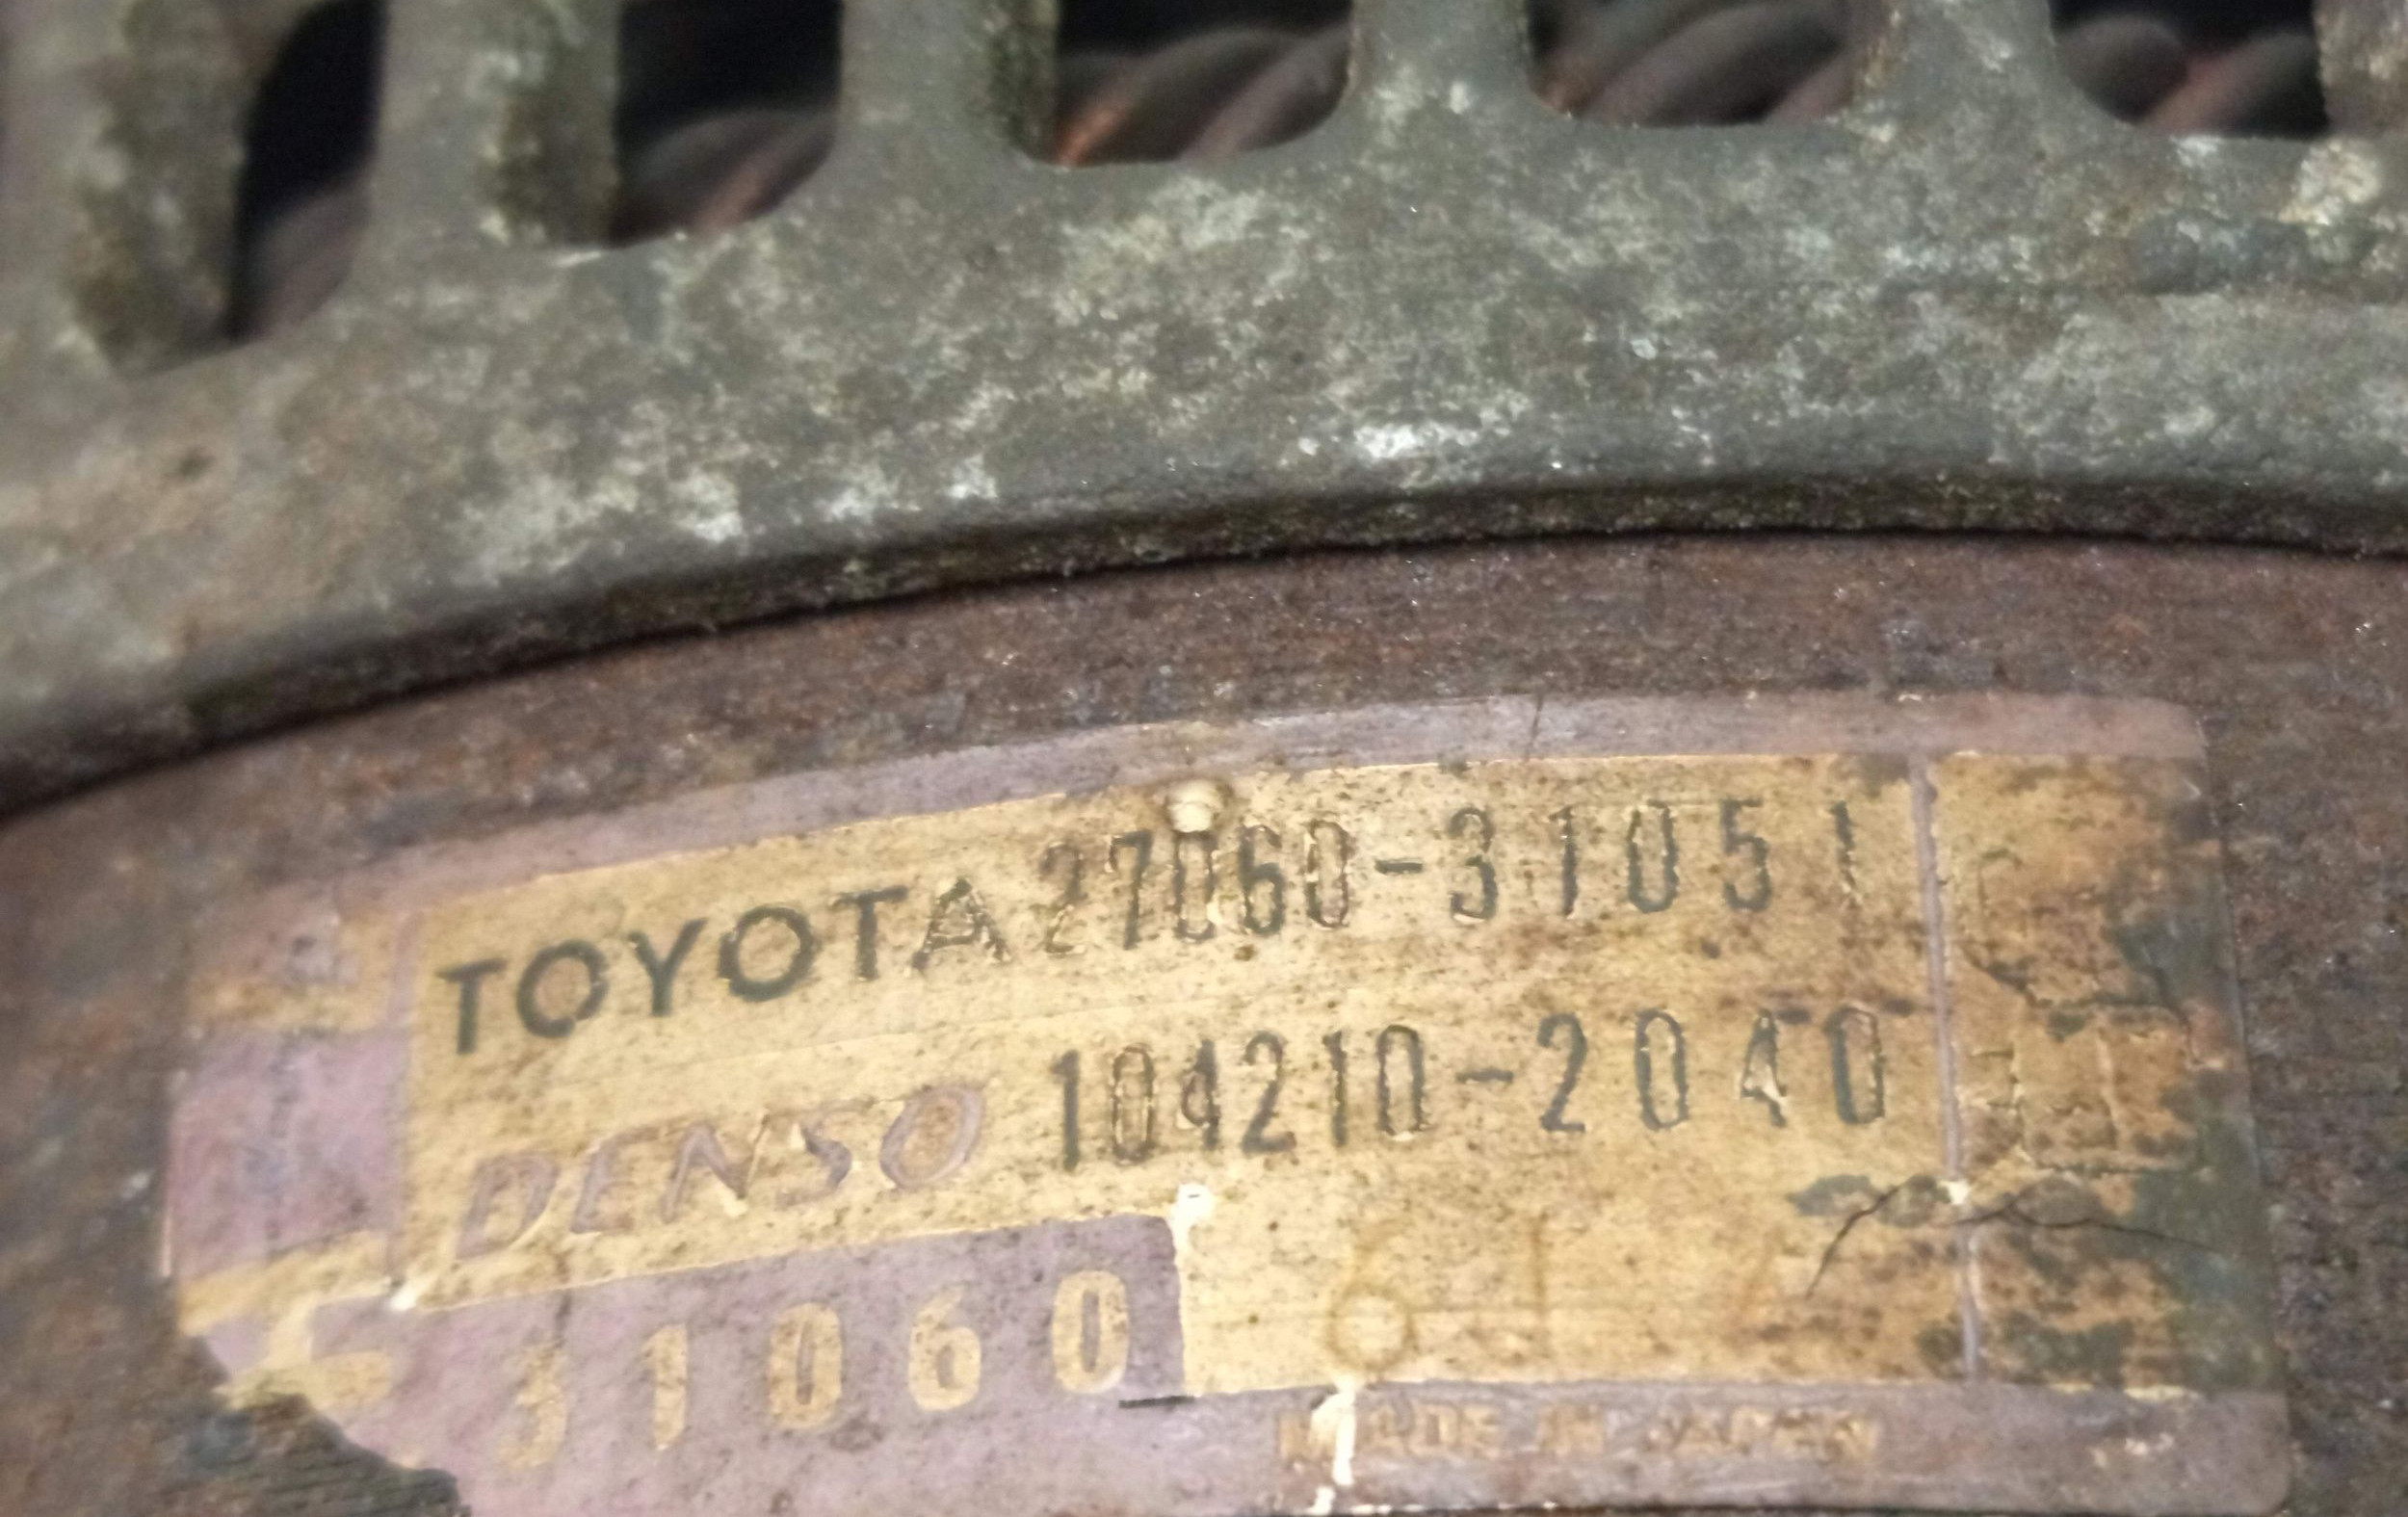 TOYOTA 27060-31051
DENSO 104210-2040
31060
MADE IN JAPAN